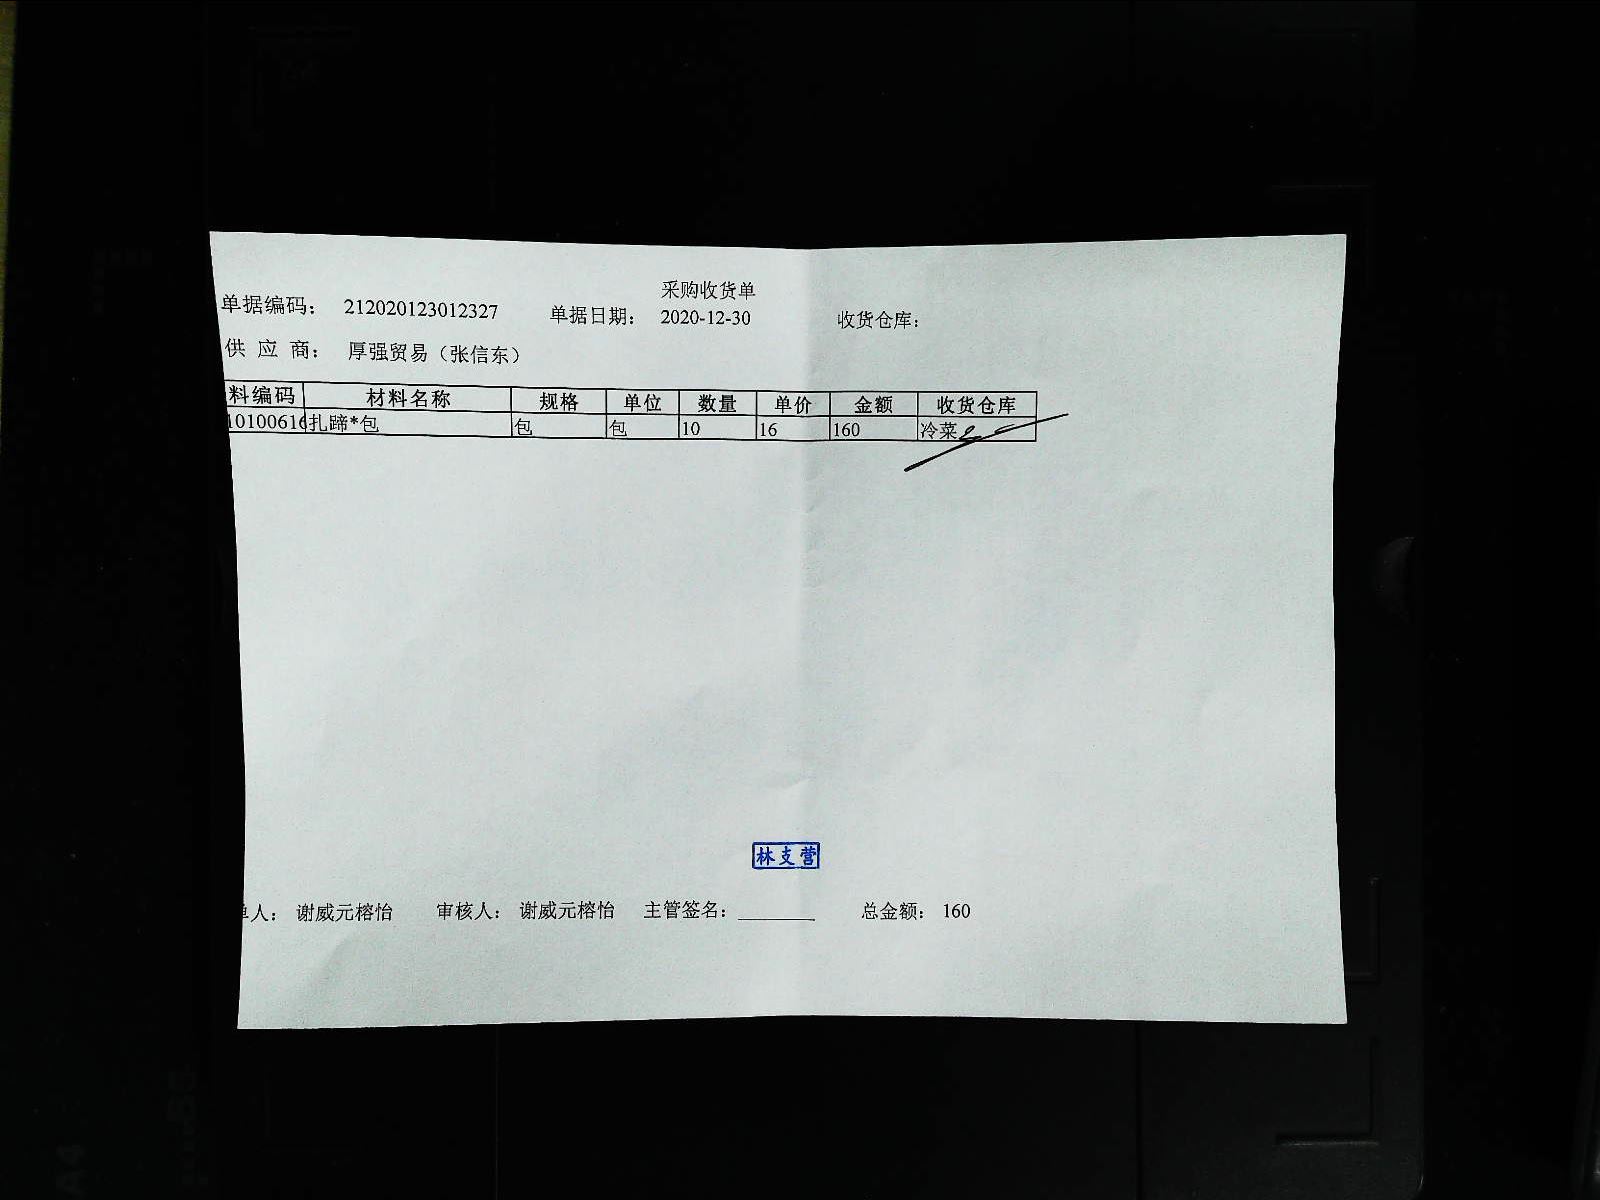 采购收货单
单据编码： 212020123012327 单据日期： 2020-12-30 收货仓库：
供 应 商： 厚强贸易（张信东）
料编码 材料名称 规格 单位 数量 单价 金额 收货仓库
1010061 扎蹄*包 包 包 10 16 160 冷菜
林支营
单人： 谢威元榕怡 审核人： 谢威元榕怡 主管签名： 总金额： 160